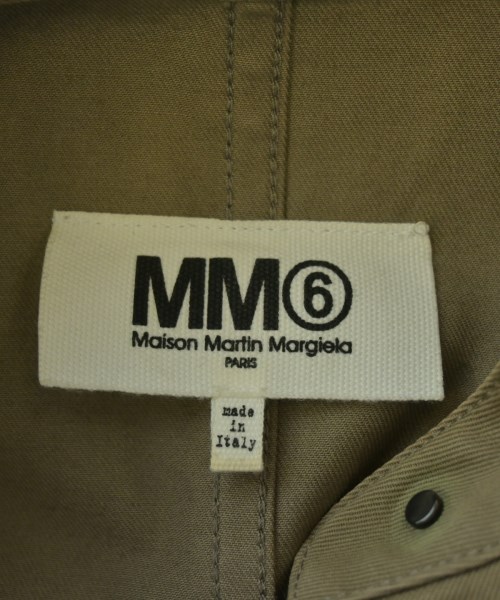 MM⑥
Maison Martin Margiela
PARIS
made
in
Italy